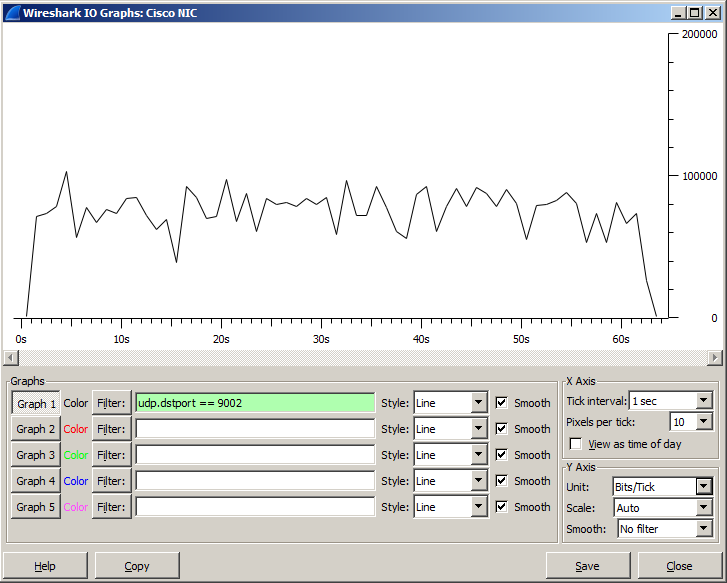 Wireshark IO Graphs: Cisco NIC
200000
100000
0
0s 10s 20s 30s 40s 50s 60s
Graphs
Graph 1 Color Filter: udp.dstport == 9002 Style: Line Smooth
Graph 2 Color Filter: Style: Line Smooth
Graph 3 Color Filter: Style: Line Smooth
Graph 4 Color Filter: Style: Line Smooth
Graph 5 Color Filter: Style: Line Smooth
X Axis
Tick interval: 1 sec
Pixels per tick: 10
View as time of day
Y Axis
Unit: Bits/Tick
Scale: Auto
Smooth: No filter
Help Copy Save Close